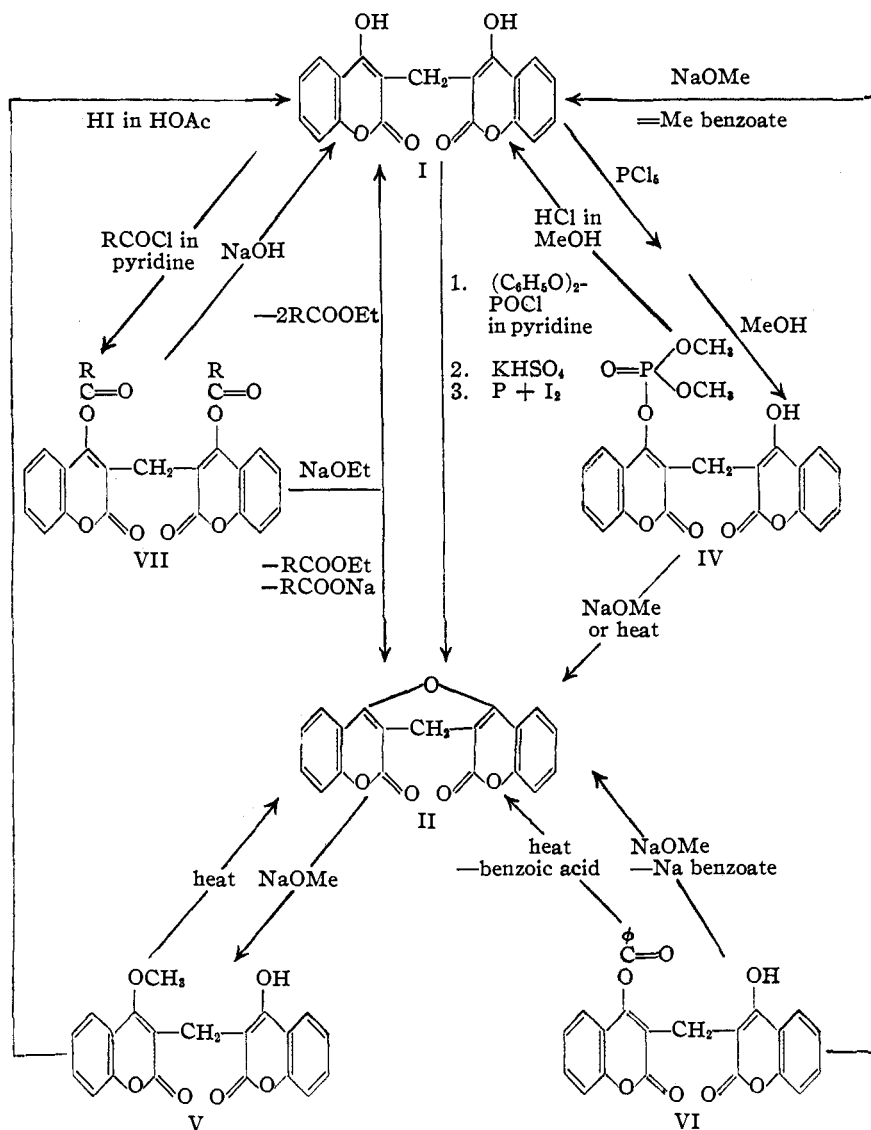 OH OH
CH₂
O O O O
I
HI in HOAc
NaOMe
=Me benzoate
PCl₅
RCOCl in
pyridine
NaOH
—2RCOOEt
1. (C₆H₅O)₂-
POCl
in pyridine
2. KHSO₄
3. P + I₂
HCl in
MeOH
MeOH
R R
C=O C=O
O O
CH₂
O O O O
VII
NaOEt
—RCOOEt
—RCOONa
OCH₃
O=P
OCH₃
O OH
CH₂
O O O O
IV
NaOMe
or heat
O
CH₂
O O O O
II
heat
NaOMe
heat
—benzoic acid
NaOMe
—Na benzoate
OCH₃ OH
CH₂
O O O O
V
ϕ
C=O
O OH
CH₂
O O O O
VI